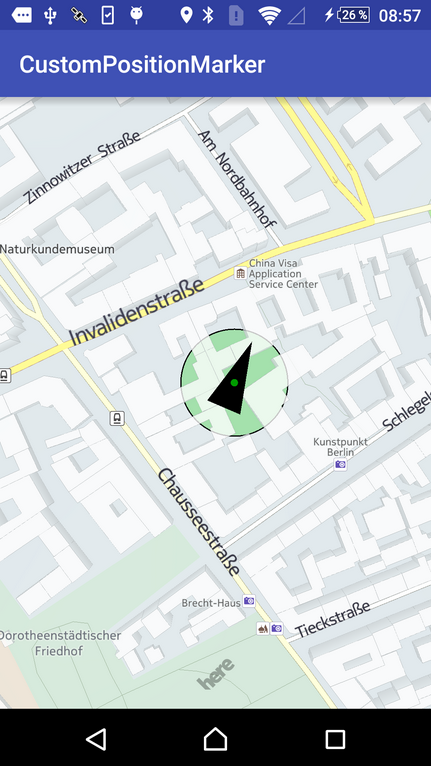 26 % 08:57
CustomPositionMarker
Zinnowitzer Straße
Am Nordbahnhof
Naturkundemuseum
China Visa
Application
Service Center
Invalidenstraße
Kunstpunkt
Berlin
Chausseestraße
Brecht-Haus
Tieckstraße
Dorotheenstädtischer
Friedhof
here